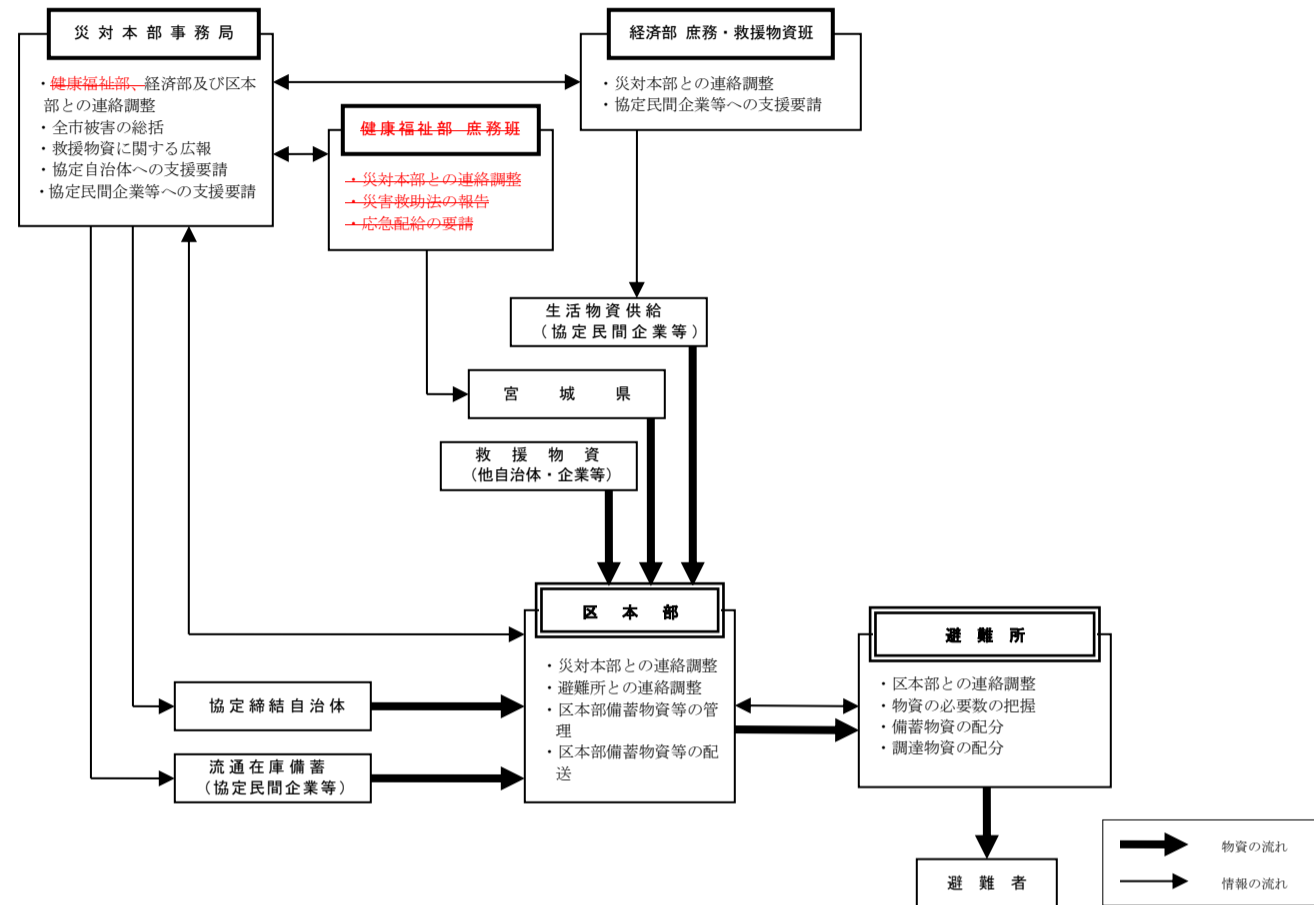 災対本部事務局
・健康福祉部、経済部及び区本
部との連絡調整
・全市被害の総括
・救援物資に関する広報
・協定自治体への支援要請
・協定民間企業等への支援要請
経済部 庶務・救援物資班
・災対本部との連絡調整
・協定民間企業等への支援要請
健康福祉部 庶務班
・災対本部との連絡調整
・災害救助法の報告
・応急配給の要請
生活物資供給
（協定民間企業等）
宮城県
救援物資
（他自治体・企業等）
区本部
・災対本部との連絡調整
・避難所との連絡調整
・区本部備蓄物資等の管
理
・区本部備蓄物資等の配
送
避難所
・区本部との連絡調整
・物資の必要数の把握
・備蓄物資の配分
・調達物資の配分
協定締結自治体
流通在庫備蓄
（協定民間企業等）
避難者
物資の流れ
情報の流れ